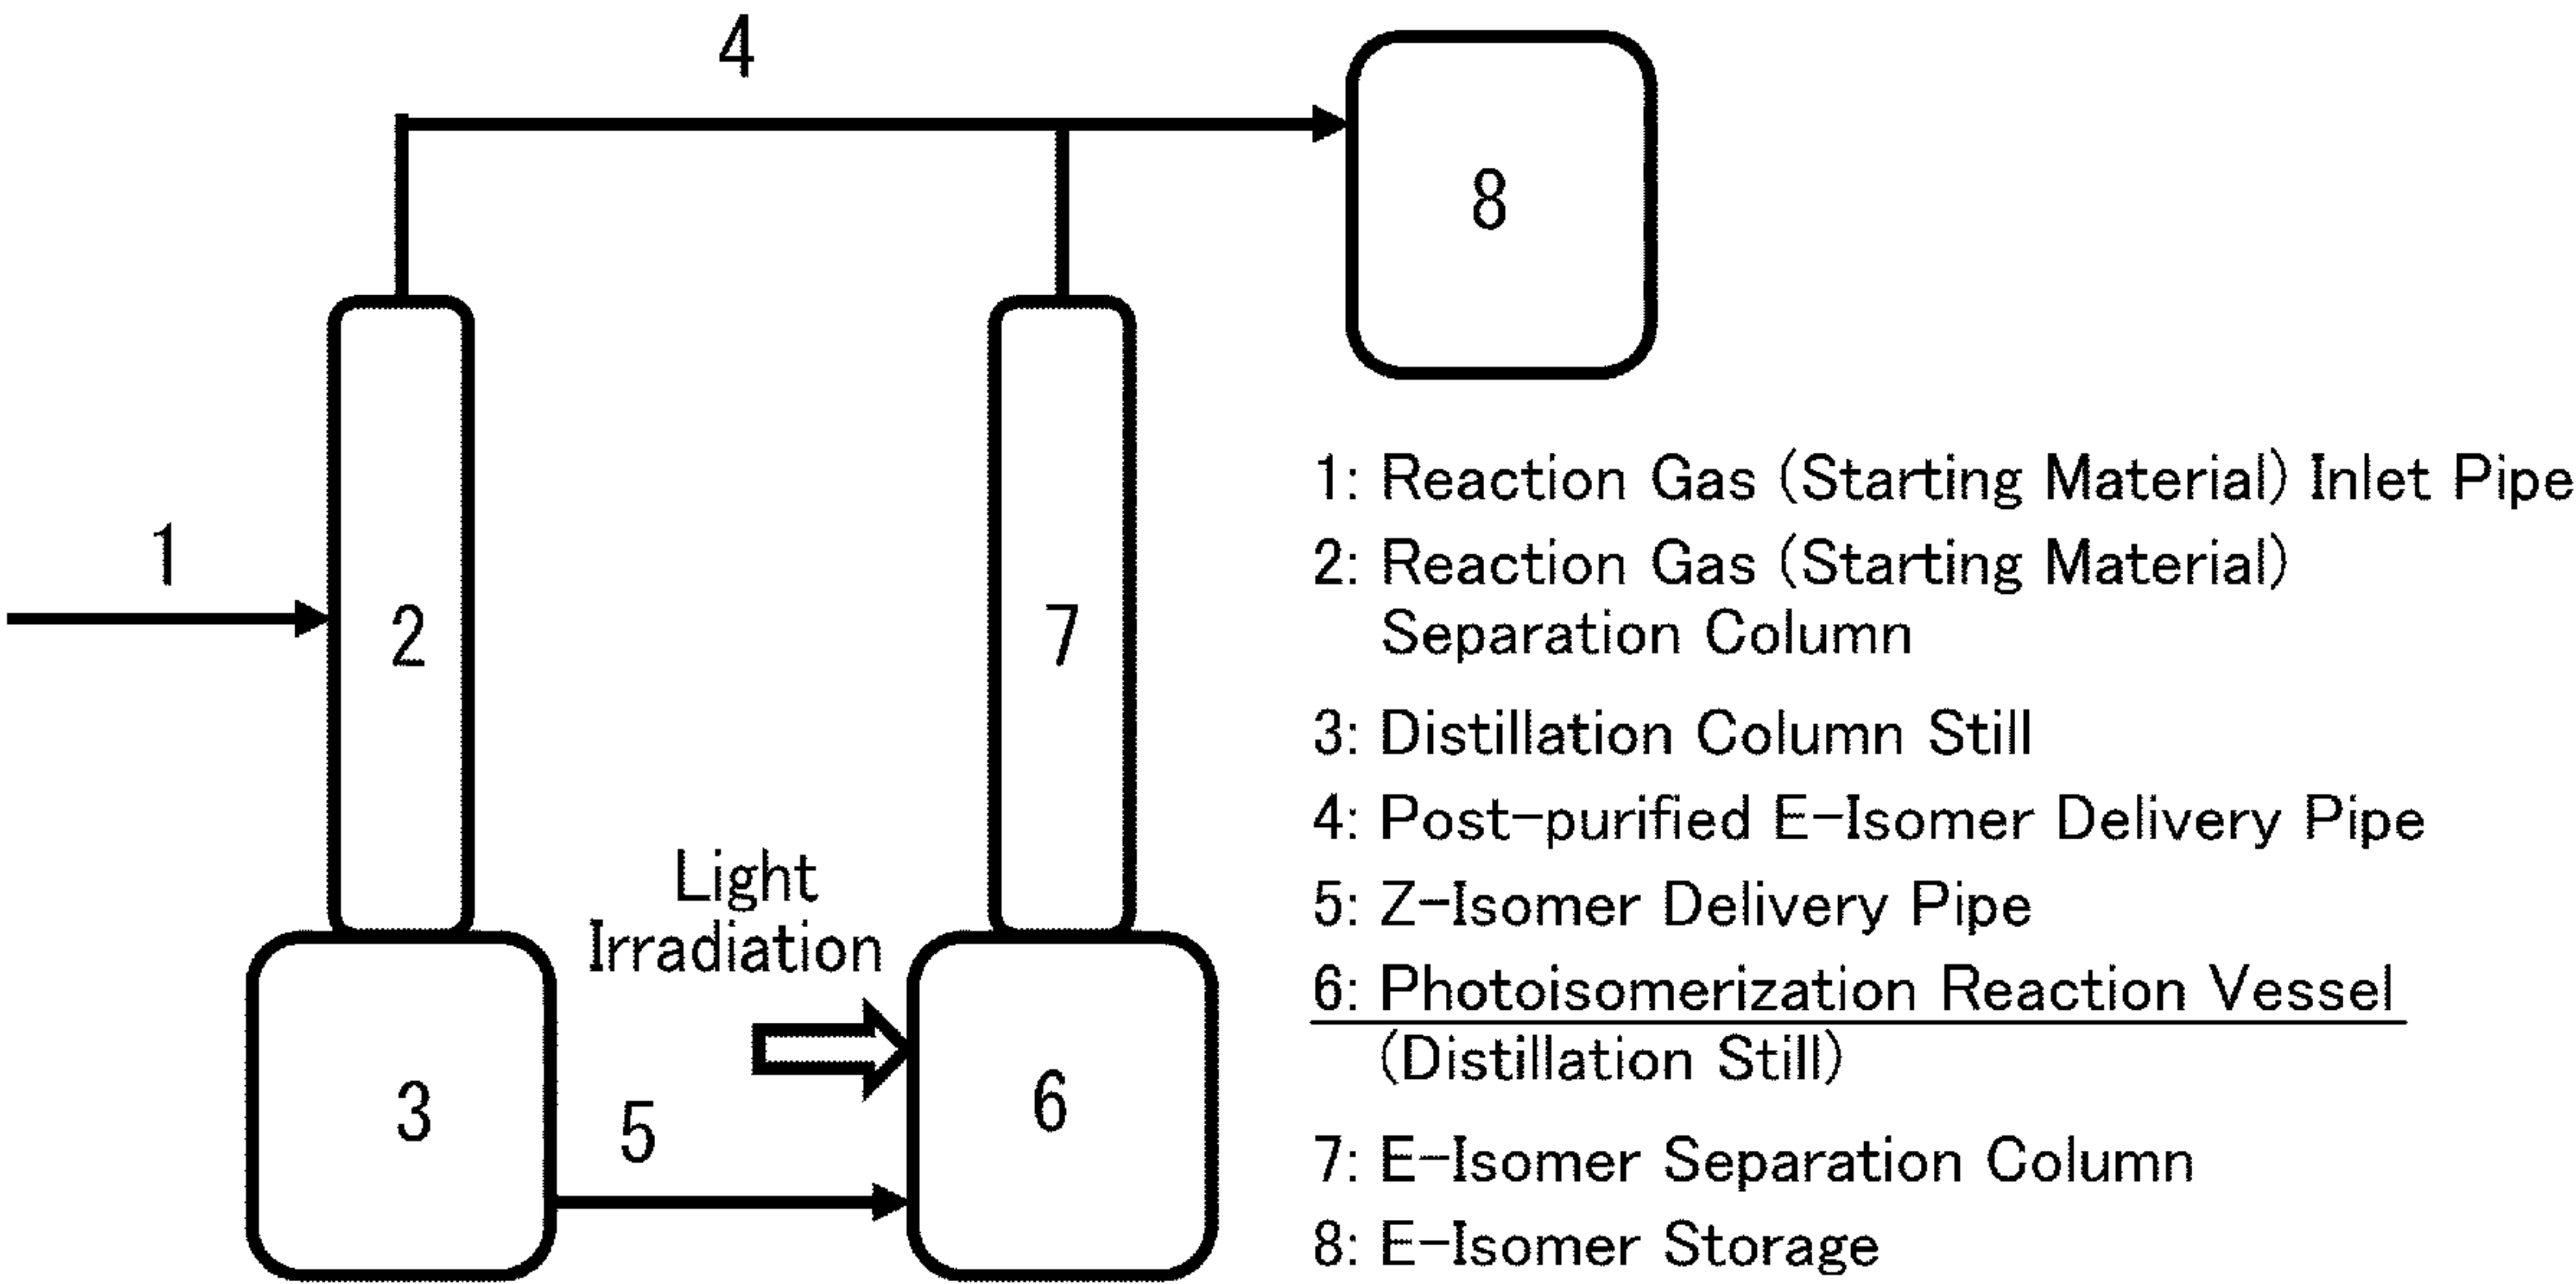 4
8
1
2
7
Light
Irradiation
3
5
6
1: Reaction Gas (Starting Material) Inlet Pipe
2: Reaction Gas (Starting Material)
Separation Column
3: Distillation Column Still
4: Post-purified E-Isomer Delivery Pipe
5: Z-Isomer Delivery Pipe
6: Photoisomerization Reaction Vessel
(Distillation Still)
7: E-Isomer Separation Column
8: E-Isomer Storage